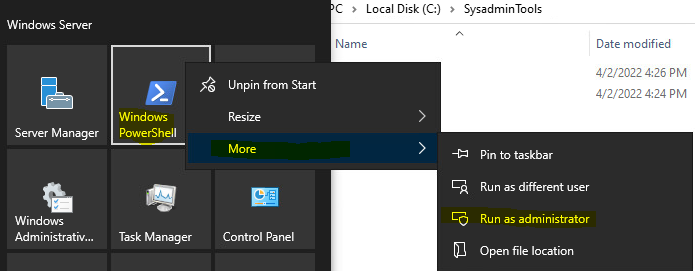 Windows Server
PC > Local Disk (C:) > SysadminTools
Name
Date modified
4/2/2022 4:26 PM
4/2/2022 4:24 PM
Server Manager
Windows
PowerShell
Unpin from Start
Resize
More
Pin to taskbar
Run as different user
Run as administrator
Open file location
Windows
Administrativ...
Task Manager
Control Panel